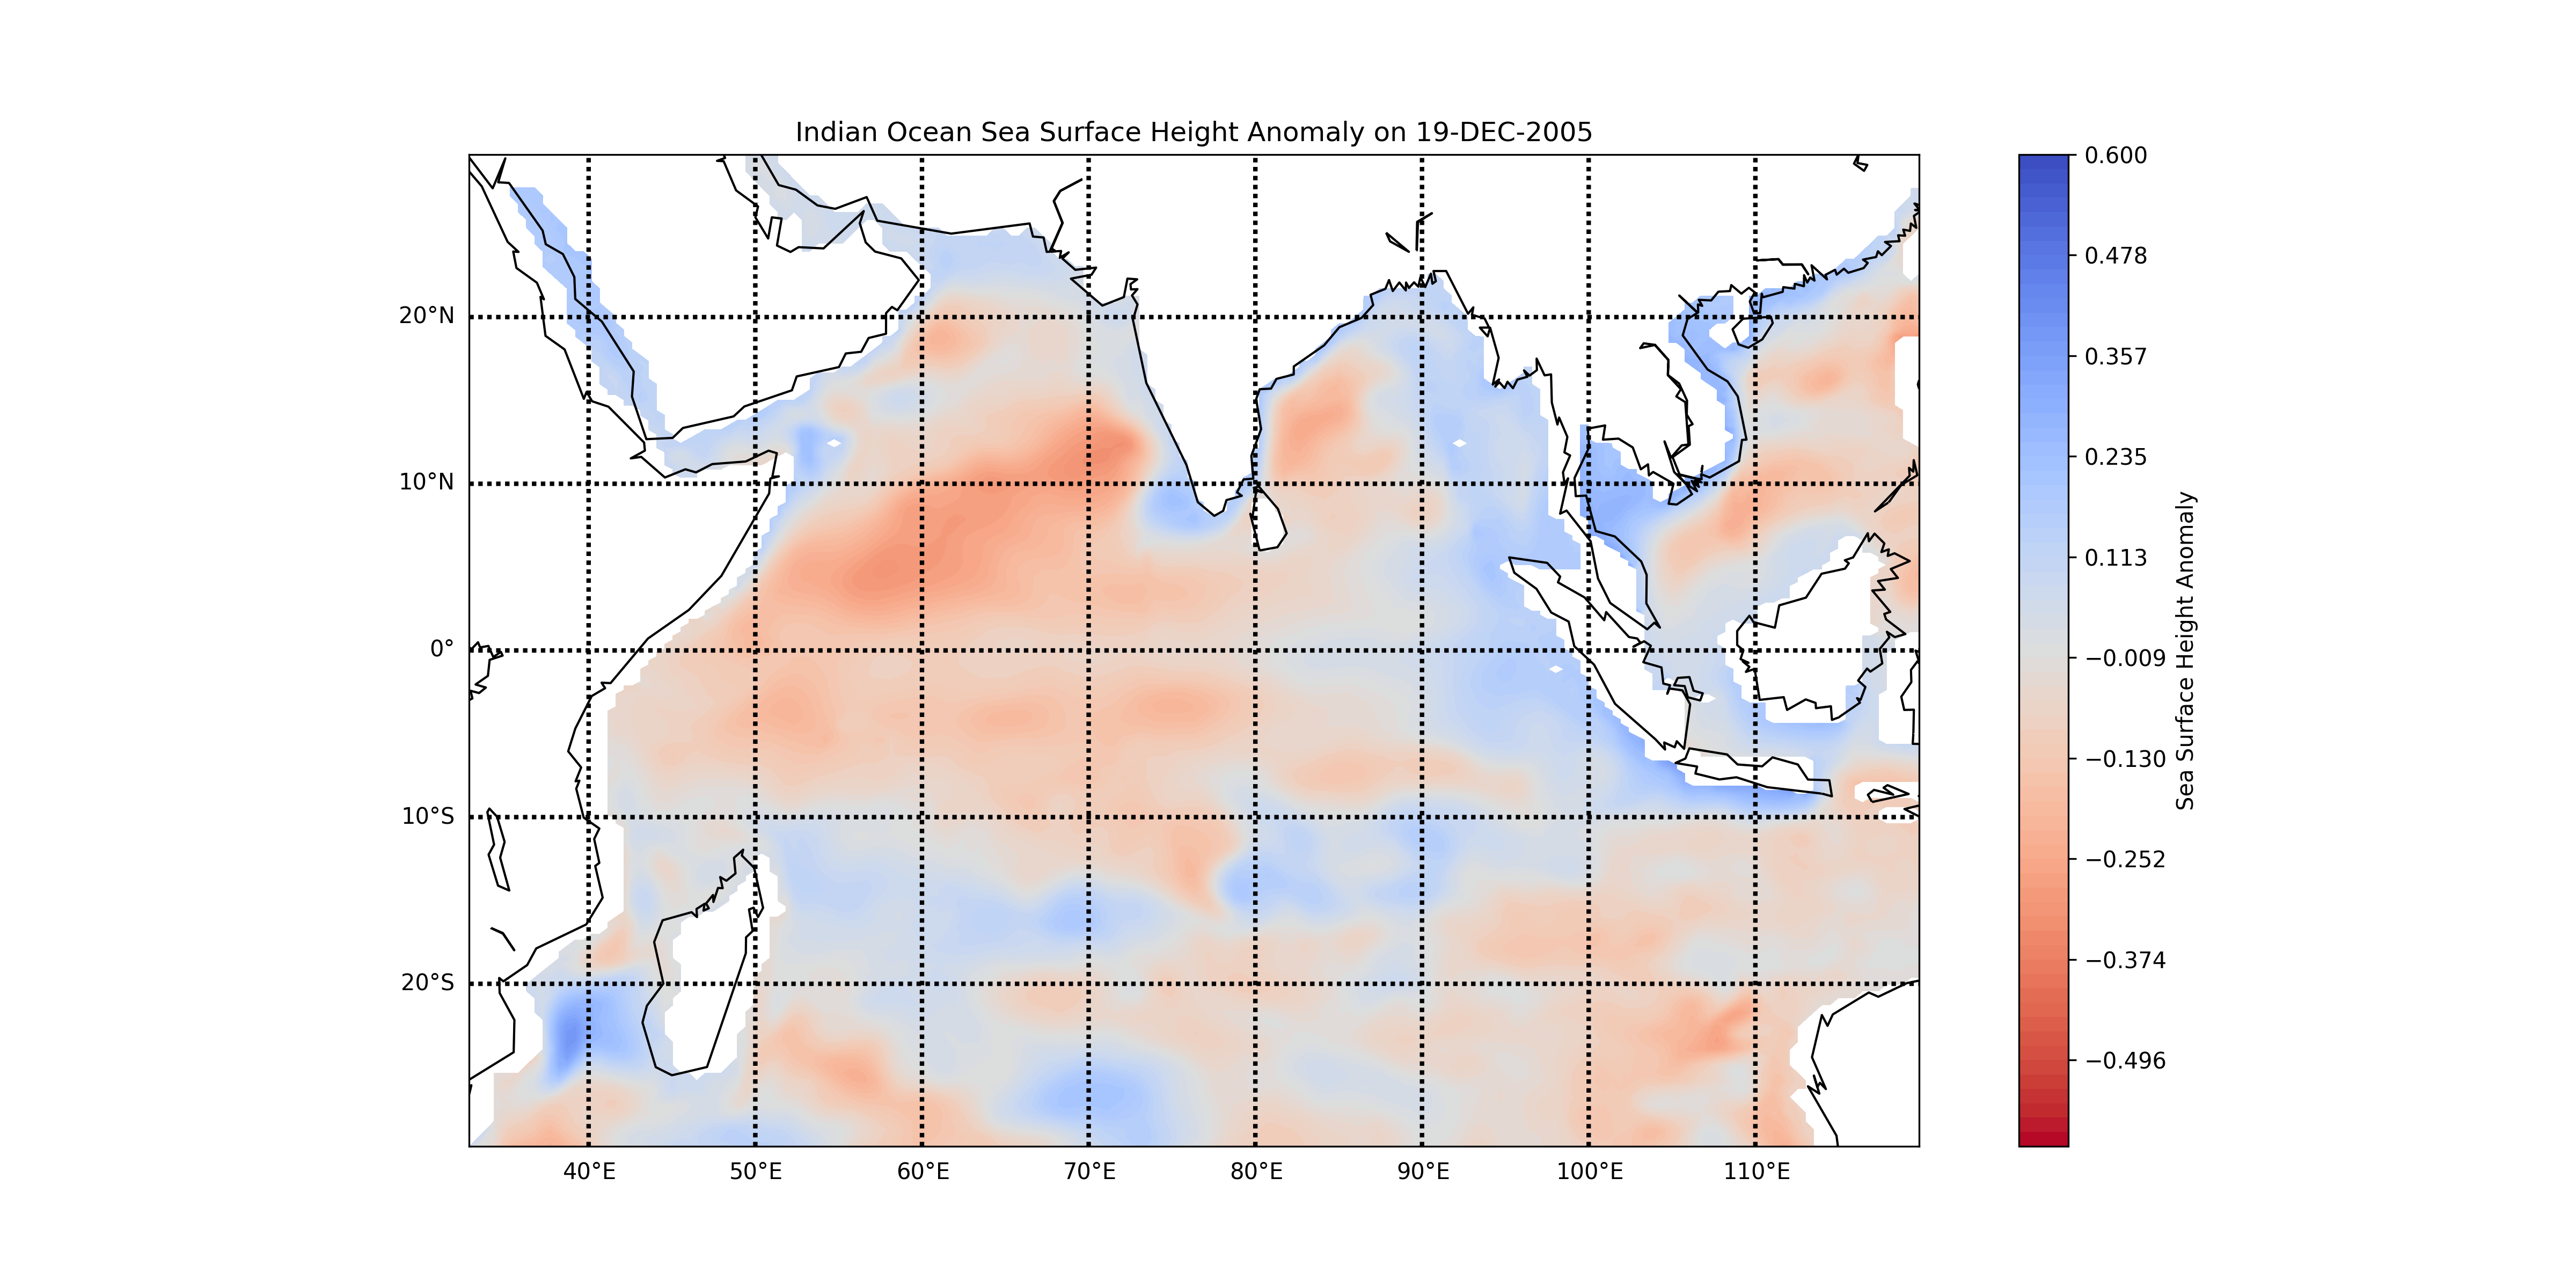 Indian Ocean Sea Surface Height Anomaly on 19-DEC-2005
20°N
10°N
0°
10°S
20°S
40°E 50°E 60°E 70°E 80°E 90°E 100°E 110°E
0.600
0.478
0.357
0.235
0.113
−0.009
−0.130
−0.252
−0.374
−0.496
Sea Surface Height Anomaly